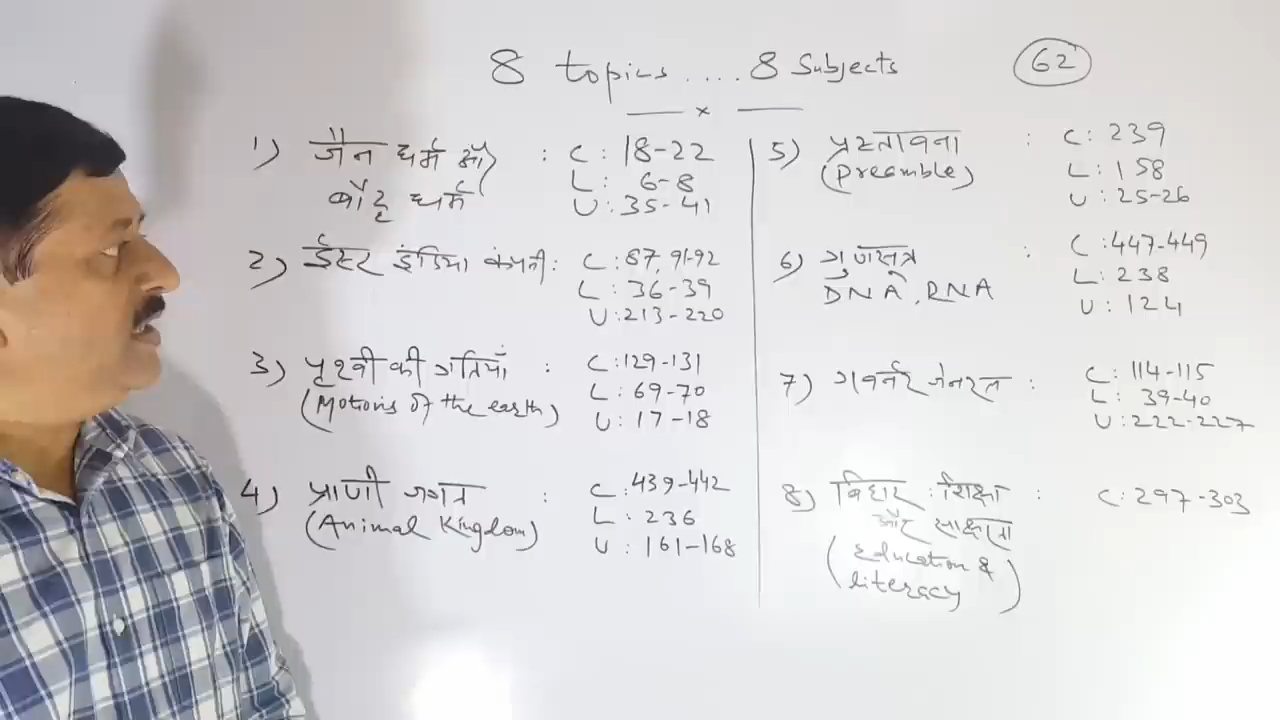 8 topics .... 8 Subjects
62
— x —
1) जैन धर्म और : C: 18-22
बौद्ध धर्म L: 6-8
U: 35-41
2) ईस्ट इंडिया कंपनी: C: 87, 91-92
L: 36-39
U: 213-220
3) पृथ्वी की गतियाँ : C: 129-131
(Motions of the earth) L: 69-70
U: 17-18
4) प्राणी जगत : C: 439-442
(Animal Kingdom) L: 236
U: 161-168
5) प्रस्तावना : C: 239
(Preamble) L: 158
U: 25-26
6) गुणसूत्र : C: 447-449
DNA, RNA L: 238
U: 124
7) गवर्नर जेनरल : C: 114-115
L: 39-40
U: 222-227
8) बिहार : शिक्षा : C: 297-303
और साक्षरता
(Education &
literacy)